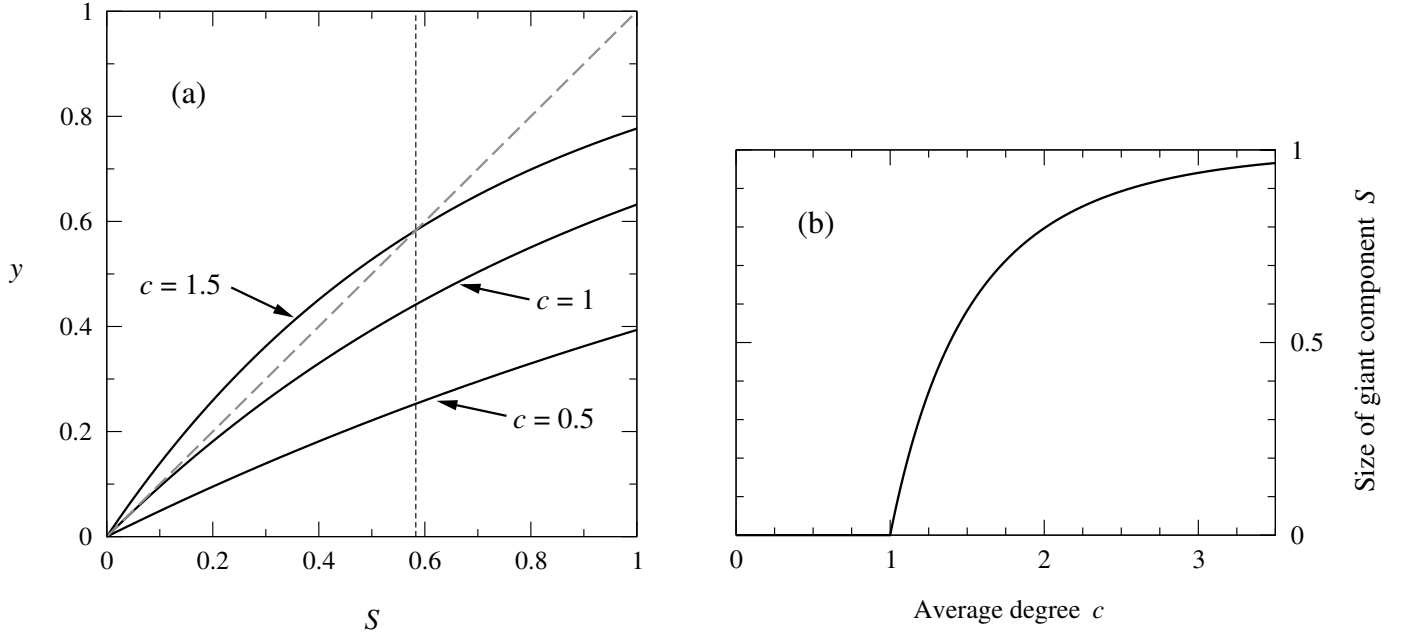 (a)
1
0.8
0.6
0.4
0.2
0
y
c = 1.5
c = 1
c = 0.5
0 0.2 0.4 0.6 0.8 1
S
(b)
1
0.5
0
Size of giant component S
0 1 2 3
Average degree c